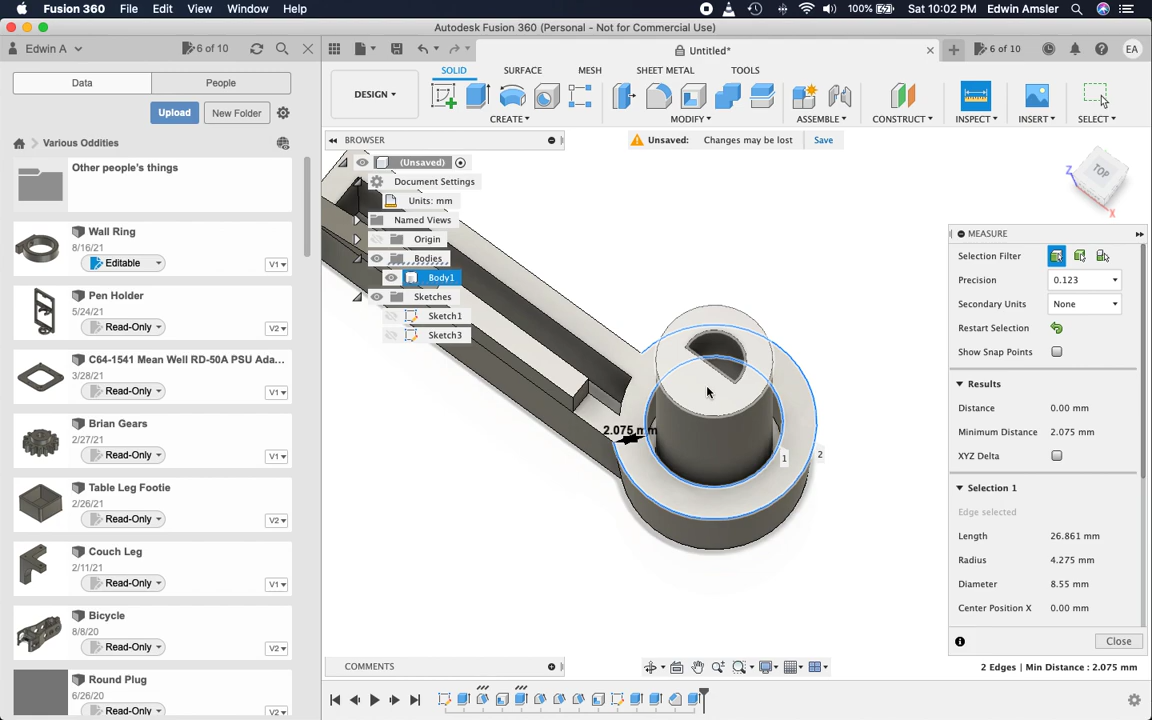 Fusion 360 File Edit View Window Help 100% Sat 10:02 PM Edwin Amsler
Autodesk Fusion 360 (Personal - Not for Commercial Use)
Edwin A 6 of 10 Untitled* 6 of 10 EA
Data People
SOLID SURFACE MESH SHEET METAL TOOLS
DESIGN
Upload New Folder
CREATE MODIFY ASSEMBLE CONSTRUCT INSPECT INSERT SELECT
Various Oddities
BROWSER
Unsaved: Changes may be lost Save
Other people's things
(Unsaved)
Document Settings
Units: mm
Named Views
Origin
Bodies
Body1
Sketches
Sketch1
Sketch3
Wall Ring
8/16/21
Editable V1
Pen Holder
5/24/21
Read-Only V2
C64-1541 Mean Well RD-50A PSU Ada...
3/28/21
Read-Only V1
Brian Gears
2/27/21
Read-Only V1
Table Leg Footie
2/26/21
Read-Only V2
Couch Leg
2/11/21
Read-Only V1
Bicycle
8/8/20
Read-Only V2
Round Plug
6/26/20
Read-Only V2
TOP
Z
X
2.075 mm
1
2
MEASURE
Selection Filter
Precision 0.123
Secondary Units None
Restart Selection
Show Snap Points
Results
Distance 0.00 mm
Minimum Distance 2.075 mm
XYZ Delta
Selection 1
Edge selected
Length 26.861 mm
Radius 4.275 mm
Diameter 8.55 mm
Center Position X 0.00 mm
Close
COMMENTS
2 Edges | Min Distance : 2.075 mm